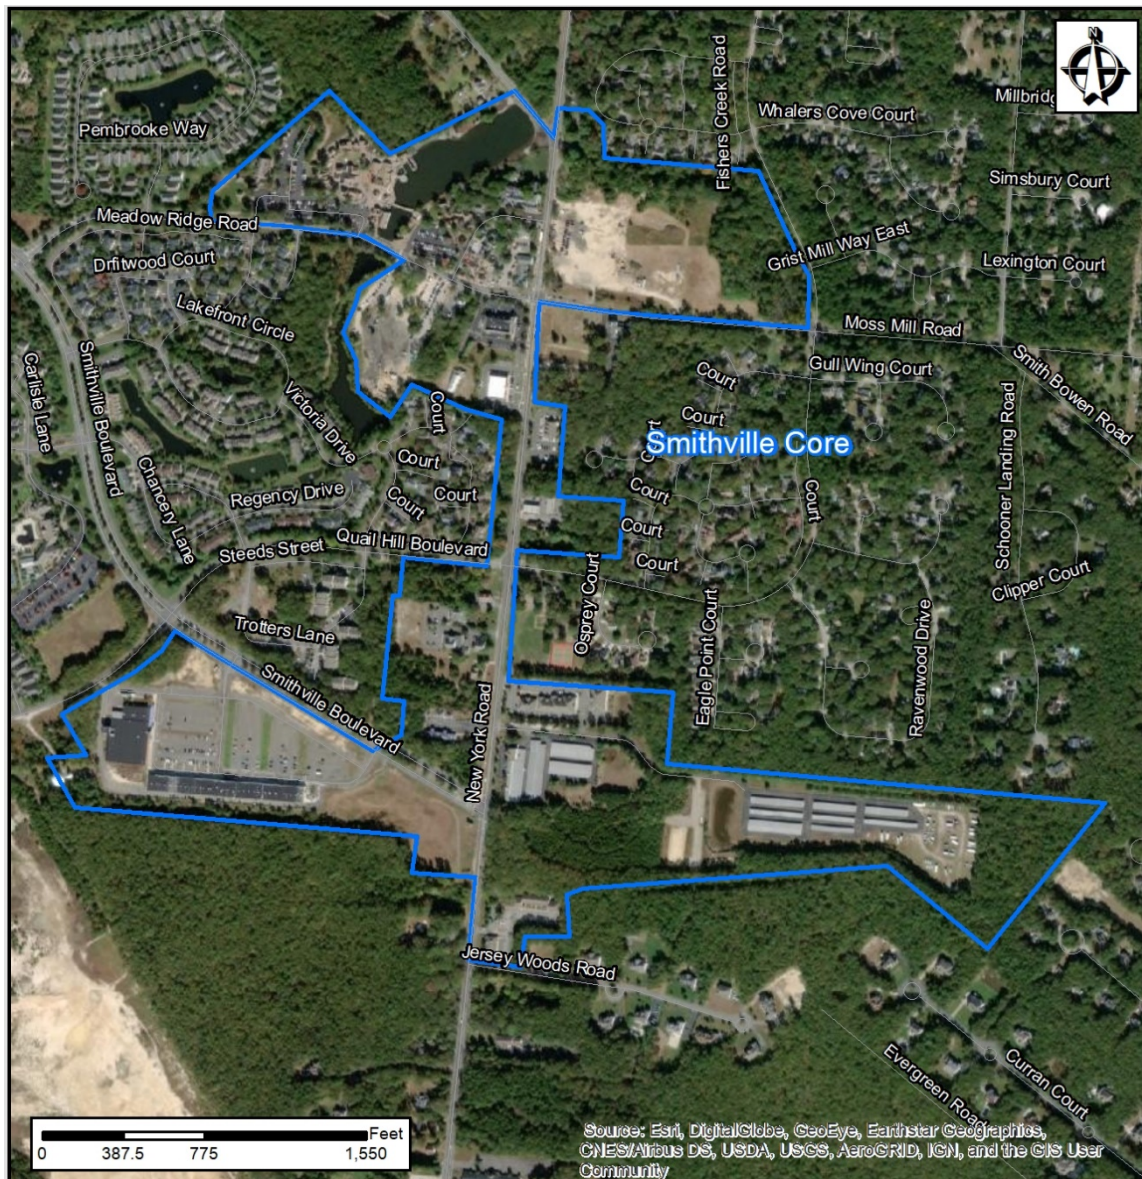 N
Fishers Creek Road
Whalers Cove Court
Millbridg
Pembrooke Way
Simsbury Court
Meadow Ridge Road
Grist Mill Way East
Drfitwood Court
Lexington Court
Lakefront Circle
Moss Mill Road
Smith Bowen Road
Gull Wing Court
Carlisle Lane
Smithville Boulevard
Victoria Drive
Court
Court
Court
Court
Smithville Core
Schooner Landing Road
Chancery Lane
Court
Court
Court
Regency Drive
Court
Court
Court
Quail Hill Boulevard
Steeds Street
Court
Osprey Court
Clipper Court
Eagle Point Court
Ravenwood Drive
Trotters Lane
Smithville Boulevard
New York Road
Jersey Woods Road
Evergreen Road
Curran Court
Feet
0 387.5 775 1,550
Source: Esri, DigitalGlobe, GeoEye, Earthstar Geographics,
CNES/Airbus DS, USDA, USGS, AeroGRID, IGN, and the GIS User
Community